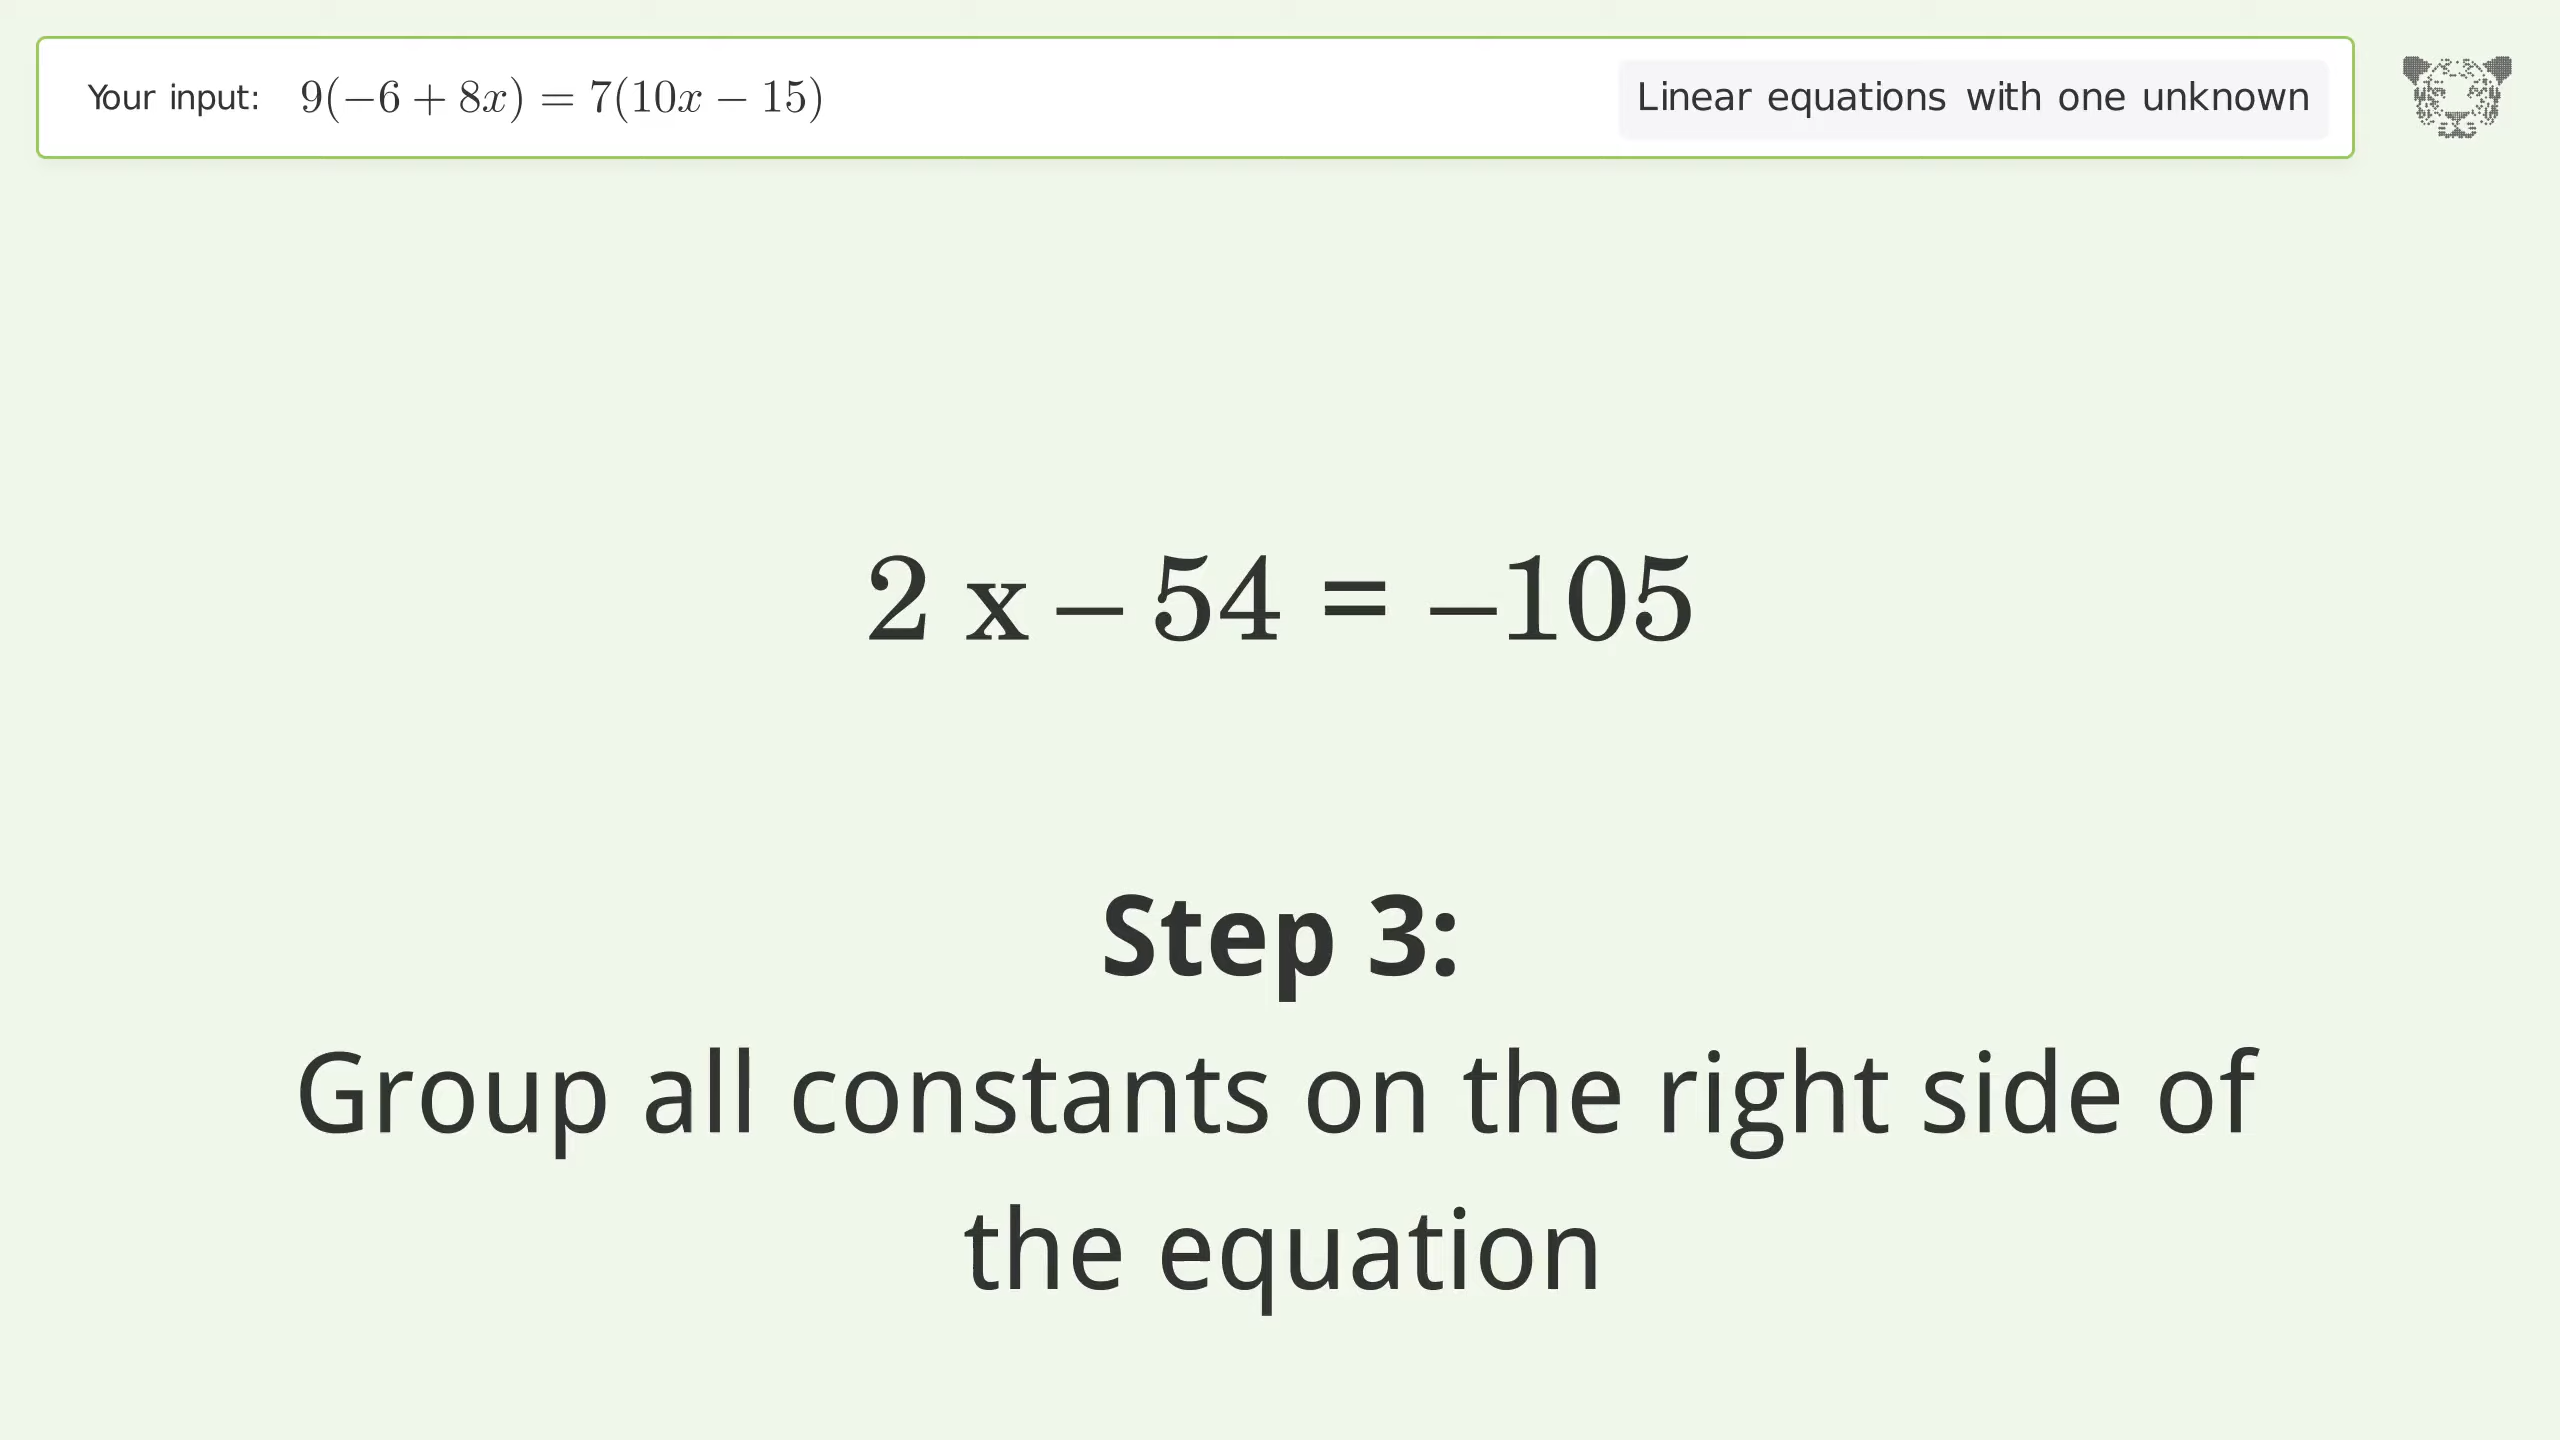 Your input: 9(−6 + 8x) = 7(10x − 15)
Linear equations with one unknown
2 x – 54 = –105
Step 3:
Group all constants on the right side of
the equation